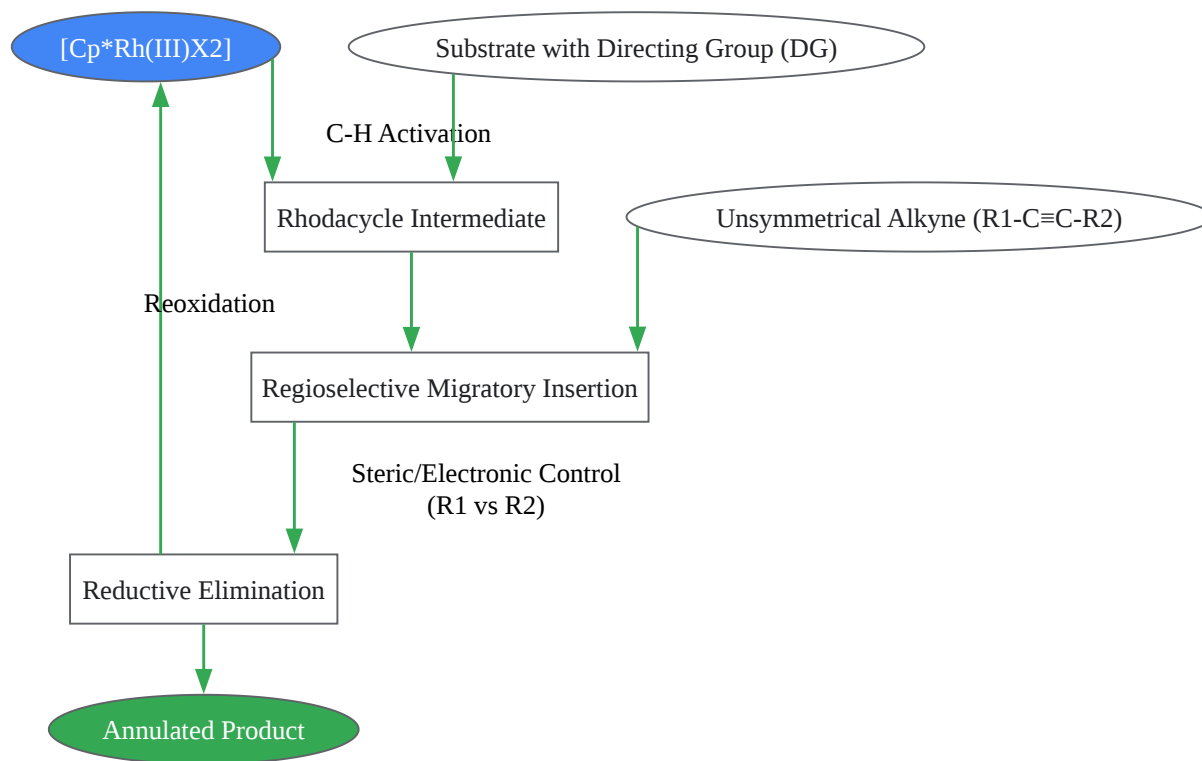 [Cp*Rh(III)X2]
Substrate with Directing Group (DG)
C-H Activation
Rhodacycle Intermediate
Unsymmetrical Alkyne (R1-C≡C-R2)
Reoxidation
Regioselective Migratory Insertion
Steric/Electronic Control
(R1 vs R2)
Reductive Elimination
Annulated Product